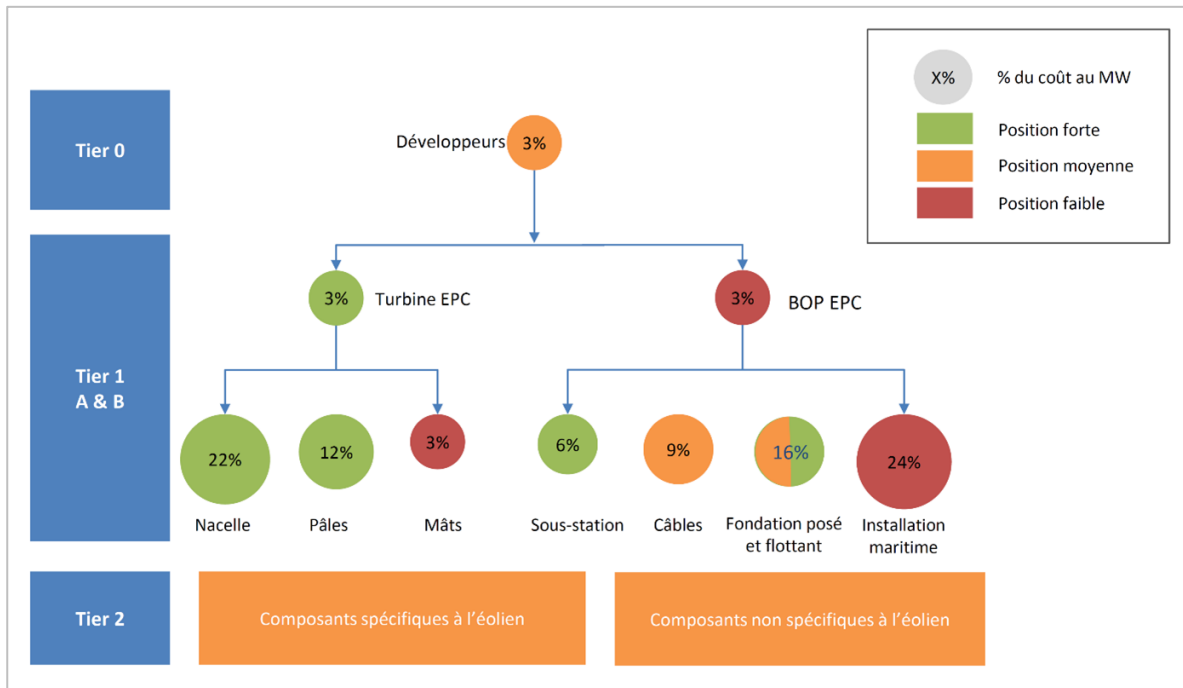 X%
% du coût au MW
Position forte
Position moyenne
Position faible
Tier 0
Développeurs
3%
Tier 1
A & B
3%
Turbine EPC
3%
BOP EPC
22%
12%
3%
6%
9%
16%
24%
Nacelle
Pâles
Mâts
Sous-station
Câbles
Fondation posé
et flottant
Installation
maritime
Tier 2
Composants spécifiques à l'éolien
Composants non spécifiques à l'éolien